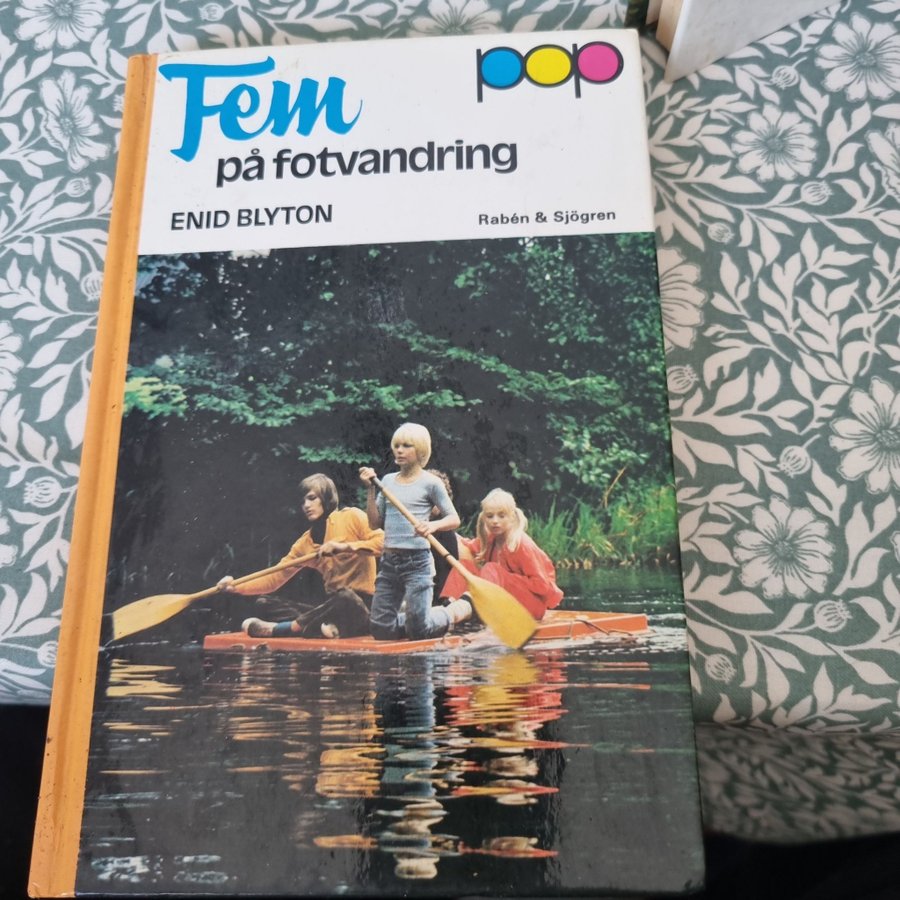 pop
Fem
på fotvandring
ENID BLYTON
Rabén & Sjögren